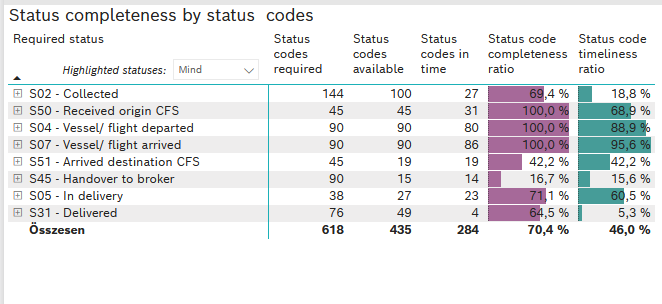 Status completeness by status codes
Required status
Status codes required
Status codes available
Status codes in time
Status code completeness ratio
Status code timeliness ratio
Highlighted statuses: Mind
S02 - Collected 144 100 27 69,4 % 18,8 %
S50 - Received origin CFS 45 45 31 100,0 % 68,9 %
S04 - Vessel/ flight departed 90 90 80 100,0 % 88,9 %
S07 - Vessel/ flight arrived 90 90 86 100,0 % 95,6 %
S51 - Arrived destination CFS 45 19 19 42,2 % 42,2 %
S45 - Handover to broker 90 15 14 16,7 % 15,6 %
S05 - In delivery 38 27 23 71,1 % 60,5 %
S31 - Delivered 76 49 4 64,5 % 5,3 %
Összesen 618 435 284 70,4 % 46,0 %